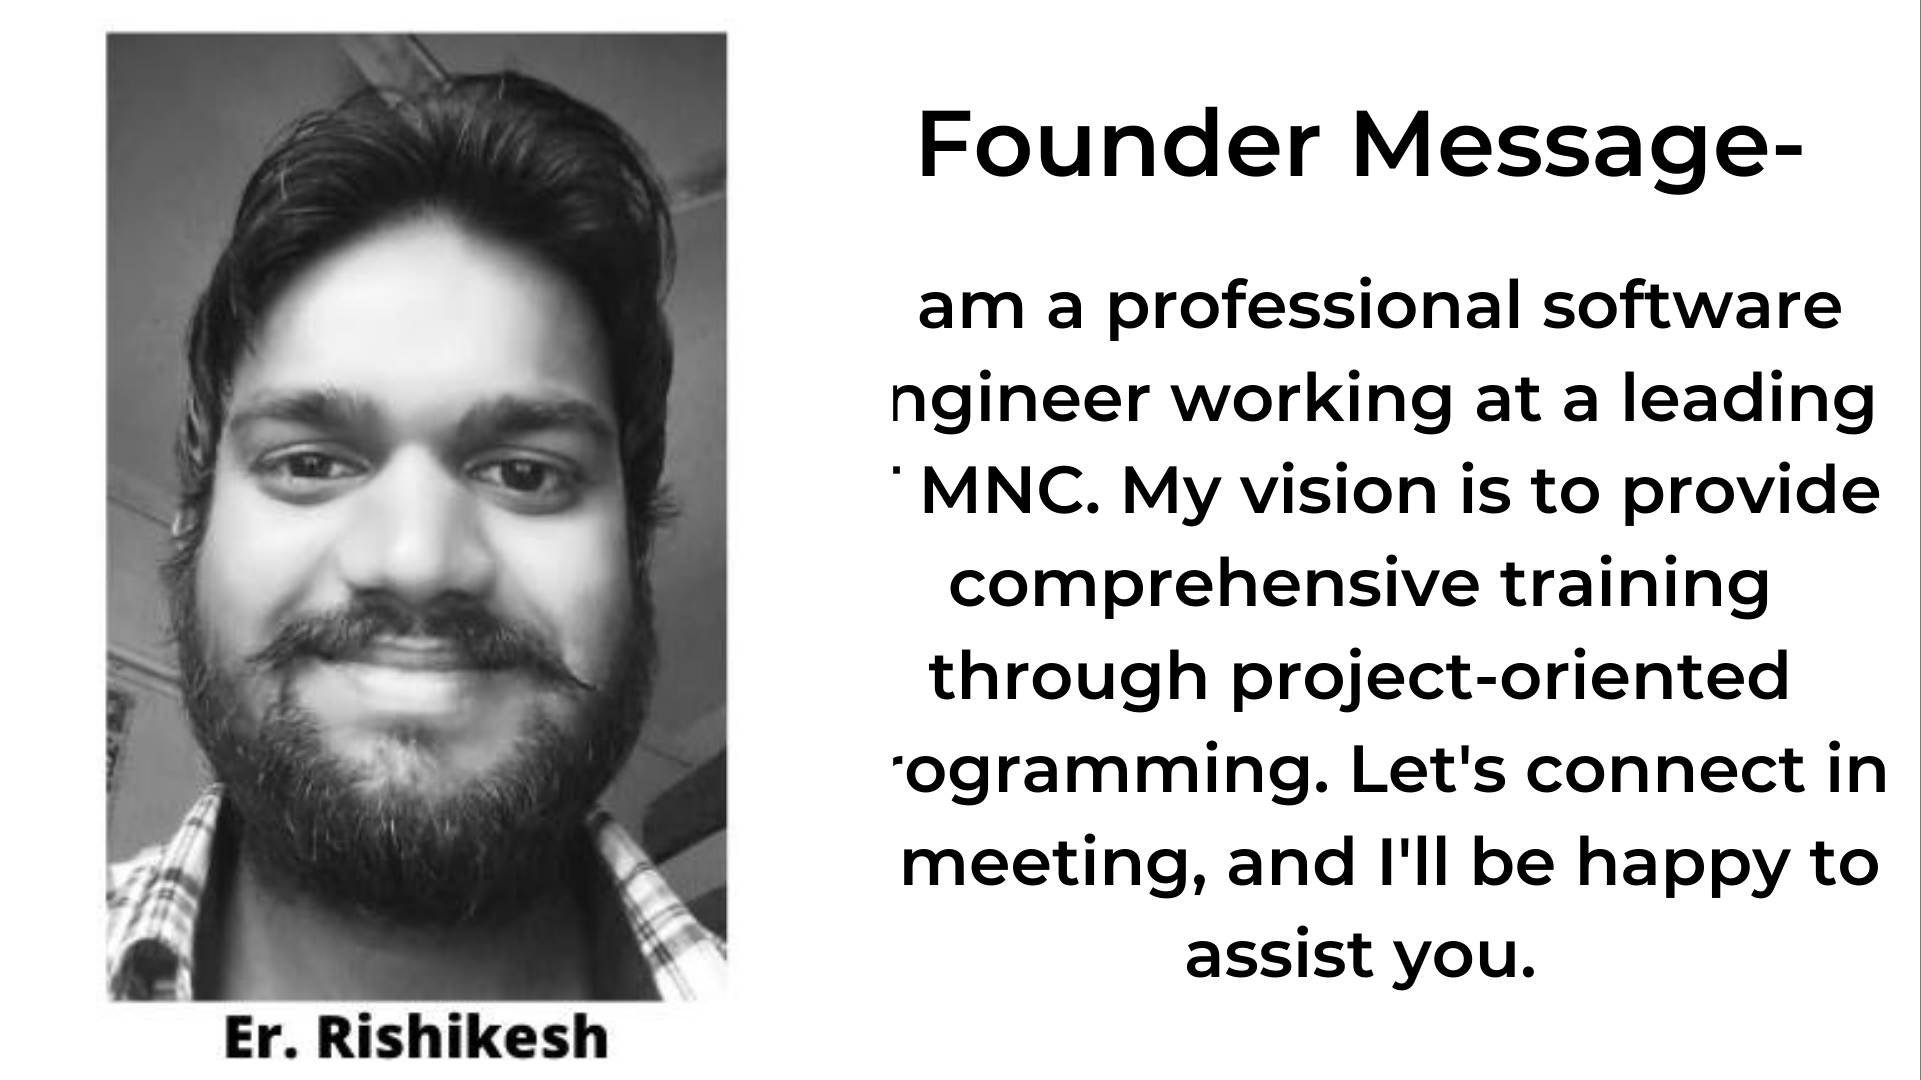 Founder Message-
am a professional software
ngineer working at a leading
MNC. My vision is to provide
comprehensive training
through project-oriented
rogramming. Let's connect in
meeting, and I'll be happy to
assist you.
Er. Rishikesh